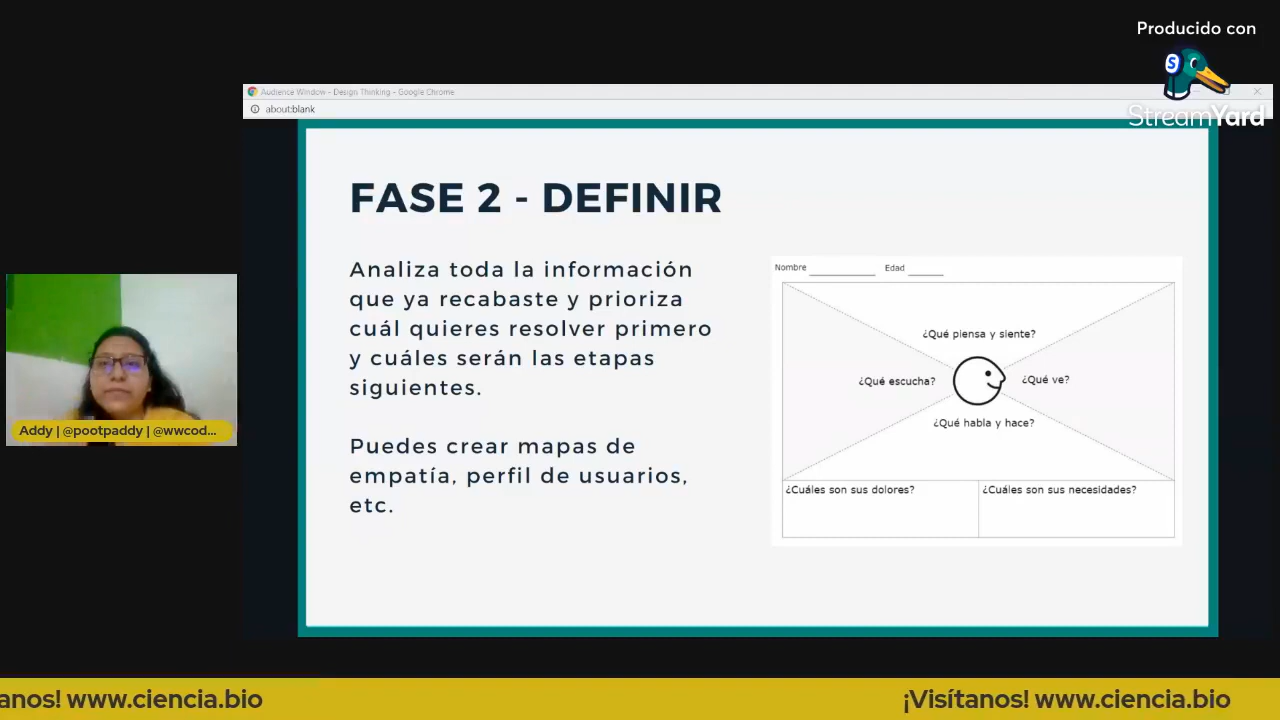 Producido con
S
StreamYard
Audience Window - Design Thinking - Google Chrome
about:blank
FASE 2 - DEFINIR
Analiza toda la información
que ya recabaste y prioriza
cuál quieres resolver primero
y cuáles serán las etapas
siguientes.
Puedes crear mapas de
empatía, perfil de usuarios,
etc.
Nombre
Edad
¿Qué piensa y siente?
¿Qué escucha?
¿Qué ve?
¿Qué habla y hace?
¿Cuáles son sus dolores?
¿Cuáles son sus necesidades?
Addy | @pootpaddy | @wwcod...
anos! www.ciencia.bio
¡Visítanos! www.ciencia.bio